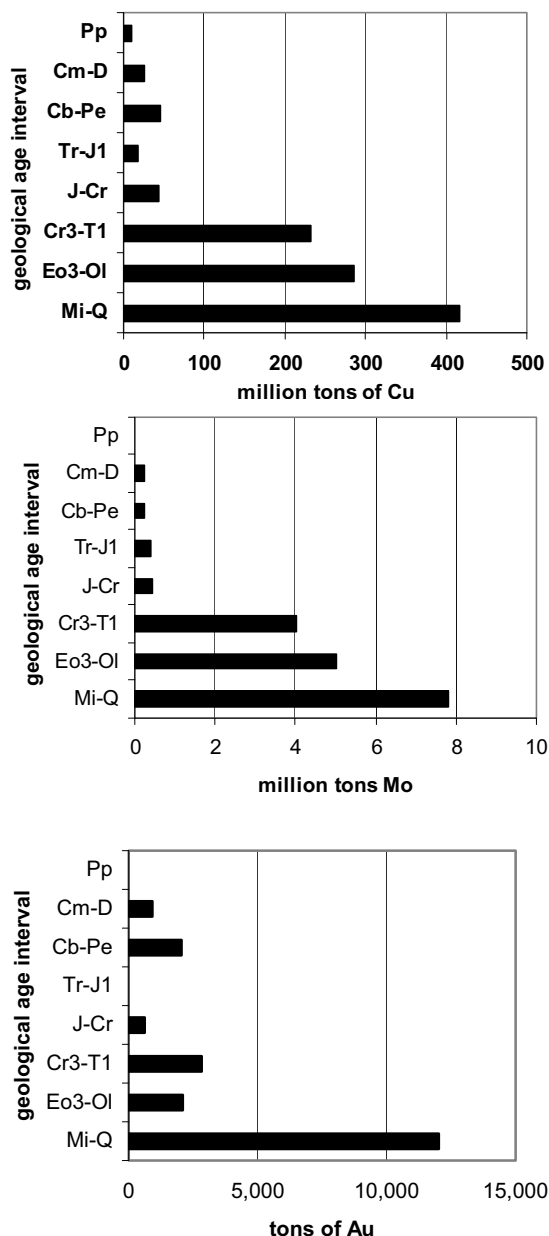 geological age interval
Pp
Cm-D
Cb-Pe
Tr-J1
J-Cr
Cr3-T1
Eo3-Ol
Mi-Q
0 100 200 300 400 500
million tons of Cu
geological age interval
Pp
Cm-D
Cb-Pe
Tr-J1
J-Cr
Cr3-T1
Eo3-Ol
Mi-Q
0 2 4 6 8 10
million tons Mo
geological age interval
Pp
Cm-D
Cb-Pe
Tr-J1
J-Cr
Cr3-T1
Eo3-Ol
Mi-Q
0 5,000 10,000 15,000
tons of Au